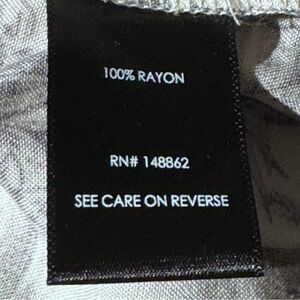 100% RAYON
RN# 148862
SEE CARE ON REVERSE